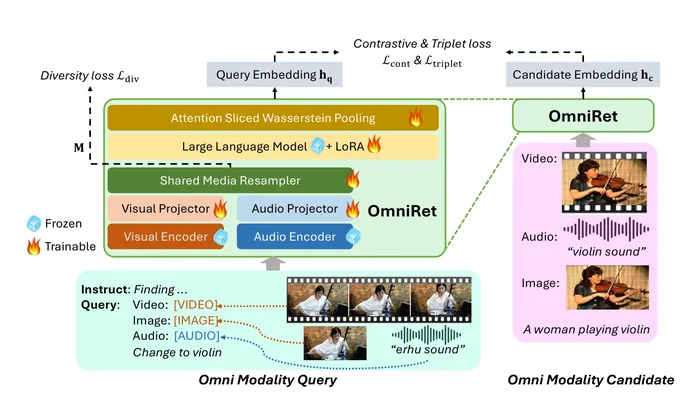 Contrastive & Triplet loss
ℒcont & ℒtriplet
Diversity loss ℒdiv
Query Embedding hq
Candidate Embedding hc
Attention Sliced Wasserstein Pooling
Large Language Model + LoRA
M
Shared Media Resampler
Visual Projector
Audio Projector
OmniRet
Visual Encoder
Audio Encoder
Frozen
Trainable
Instruct: Finding ...
Query: Video: [VIDEO]
Image: [IMAGE]
Audio: [AUDIO]
Change to violin
“erhu sound”
Omni Modality Query
OmniRet
Video:
Audio:
“violin sound”
Image:
A woman playing violin
Omni Modality Candidate